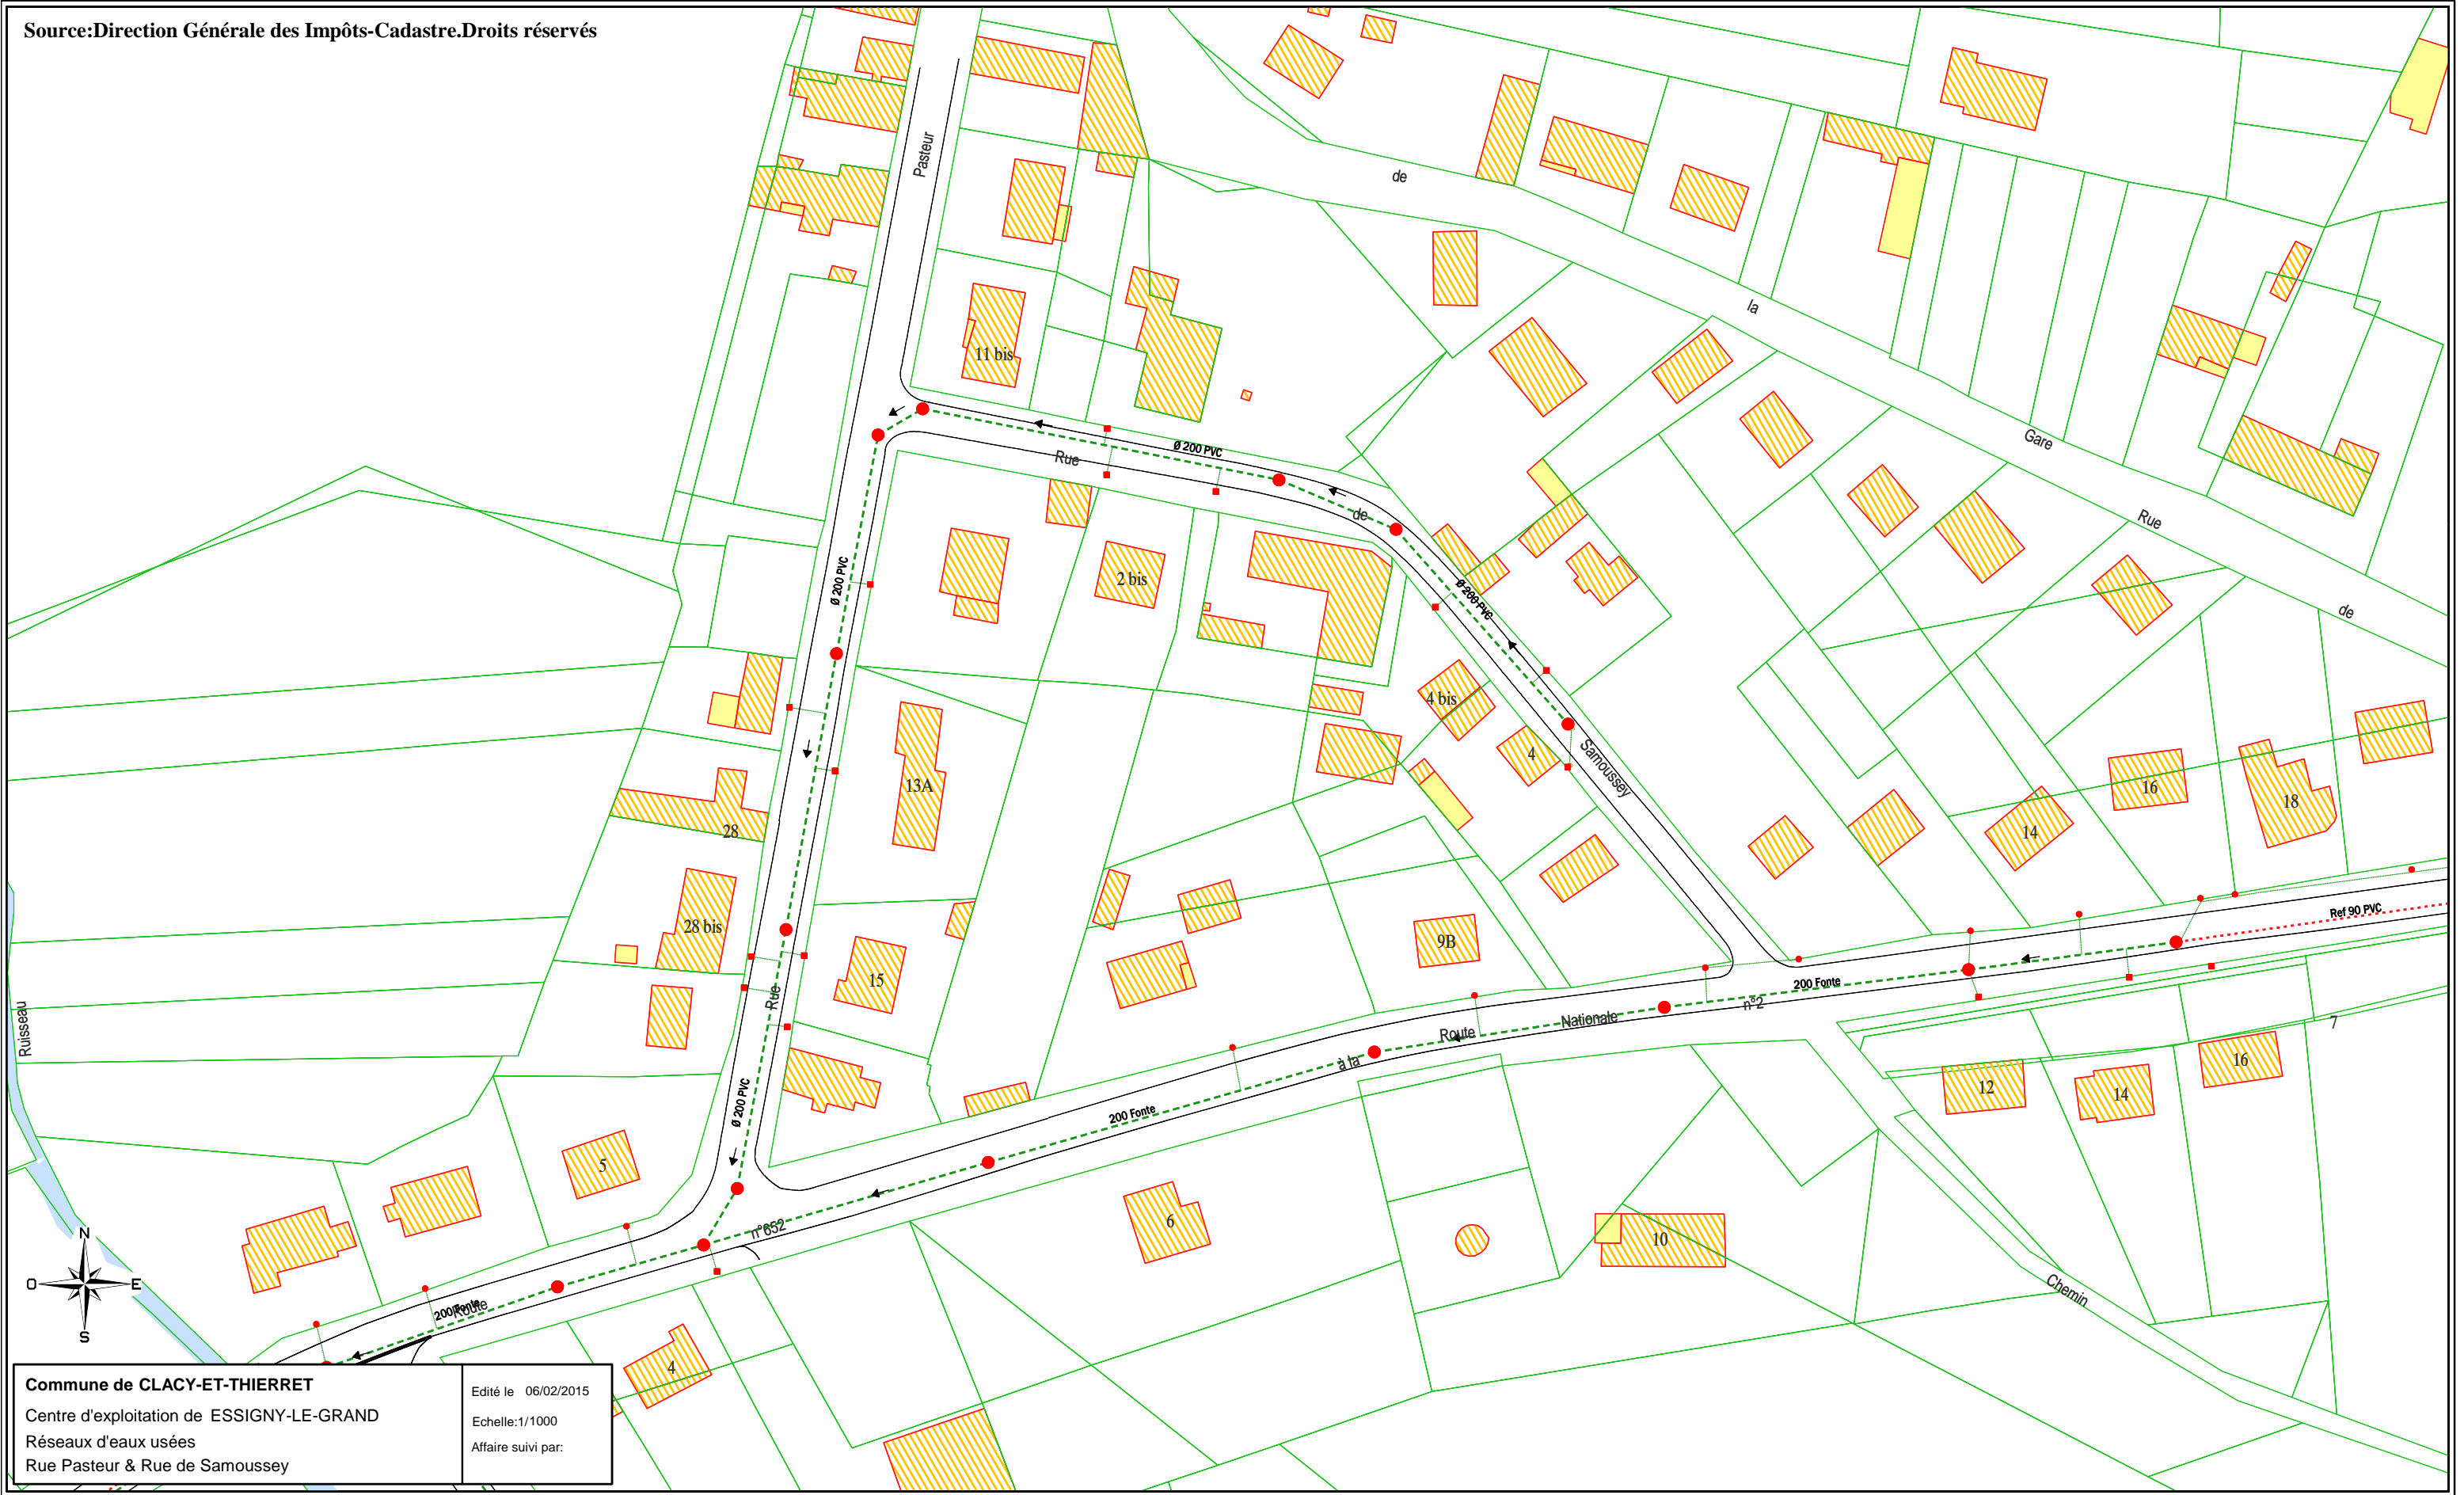 Source:Direction Générale des Impôts-Cadastre.Droits réservés
Pasteur
de
la
11 bis
Gare
Ø 200 PVC
Rue
Rue
de
de
Ø 200 PVC
2 bis
Ø 200 PVC
4 bis
4
Samoussey
13A
28
16
18
14
28 bis
9B
Ref 90 PVC
15
Rue
200 Fonte
n°2
Nationale
Route
à la
7
Ruisseau
16
12
14
Ø 200 PVC
200 Fonte
5
6
n°652
10
N
O
E
S
Chemin
200 Fonte
Route
4
Commune de CLACY-ET-THIERRET
Centre d'exploitation de ESSIGNY-LE-GRAND
Réseaux d'eaux usées
Rue Pasteur & Rue de Samoussey
Edité le 06/02/2015
Echelle:1/1000
Affaire suivi par: